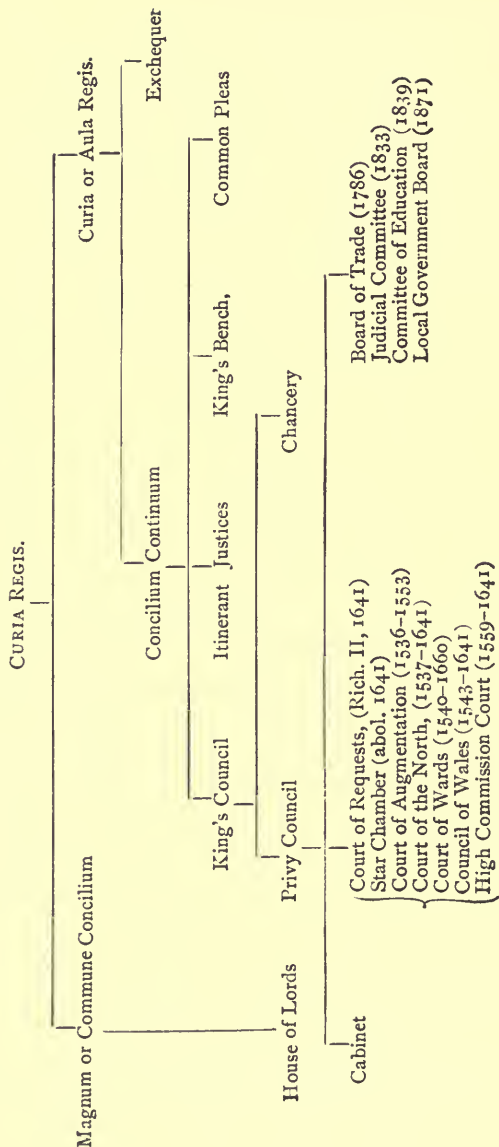 CURIA REGIS.
Magnum or Commune Concilium
Curia or Aula Regis.
Concilium Continuum
Exchequer
King's Council
Itinerant Justices
King's Bench,
Common Pleas
Privy Council
Chancery
House of Lords
Cabinet
Court of Requests, (Rich. II, 1641)
Star Chamber (abol. 1641)
Court of Augmentation (1536-1553)
Court of the North, (1537-1641)
Court of Wards (1540-1660)
Council of Wales (1543-1641)
High Commission Court (1559-1641)
Board of Trade (1786)
Judicial Committee (1833)
Committee of Education (1839)
Local Government Board (1871)